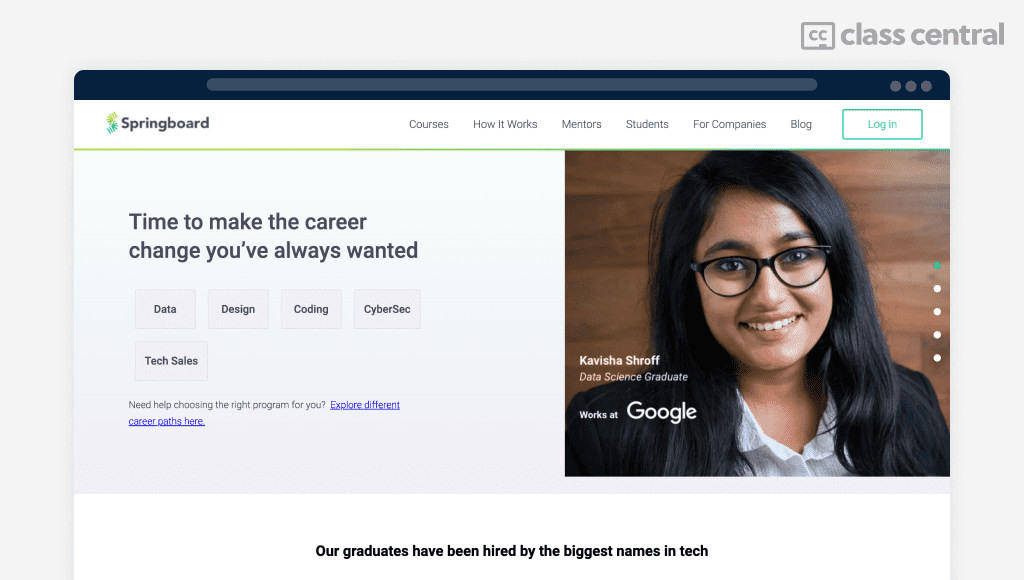 cc class central
Springboard
Courses How It Works Mentors Students For Companies Blog Log in
Time to make the career
change you’ve always wanted
Data Design Coding CyberSec
Tech Sales
Need help choosing the right program for you? Explore different
career paths here.
Kavisha Shroff
Data Science Graduate
Works at Google
Our graduates have been hired by the biggest names in tech